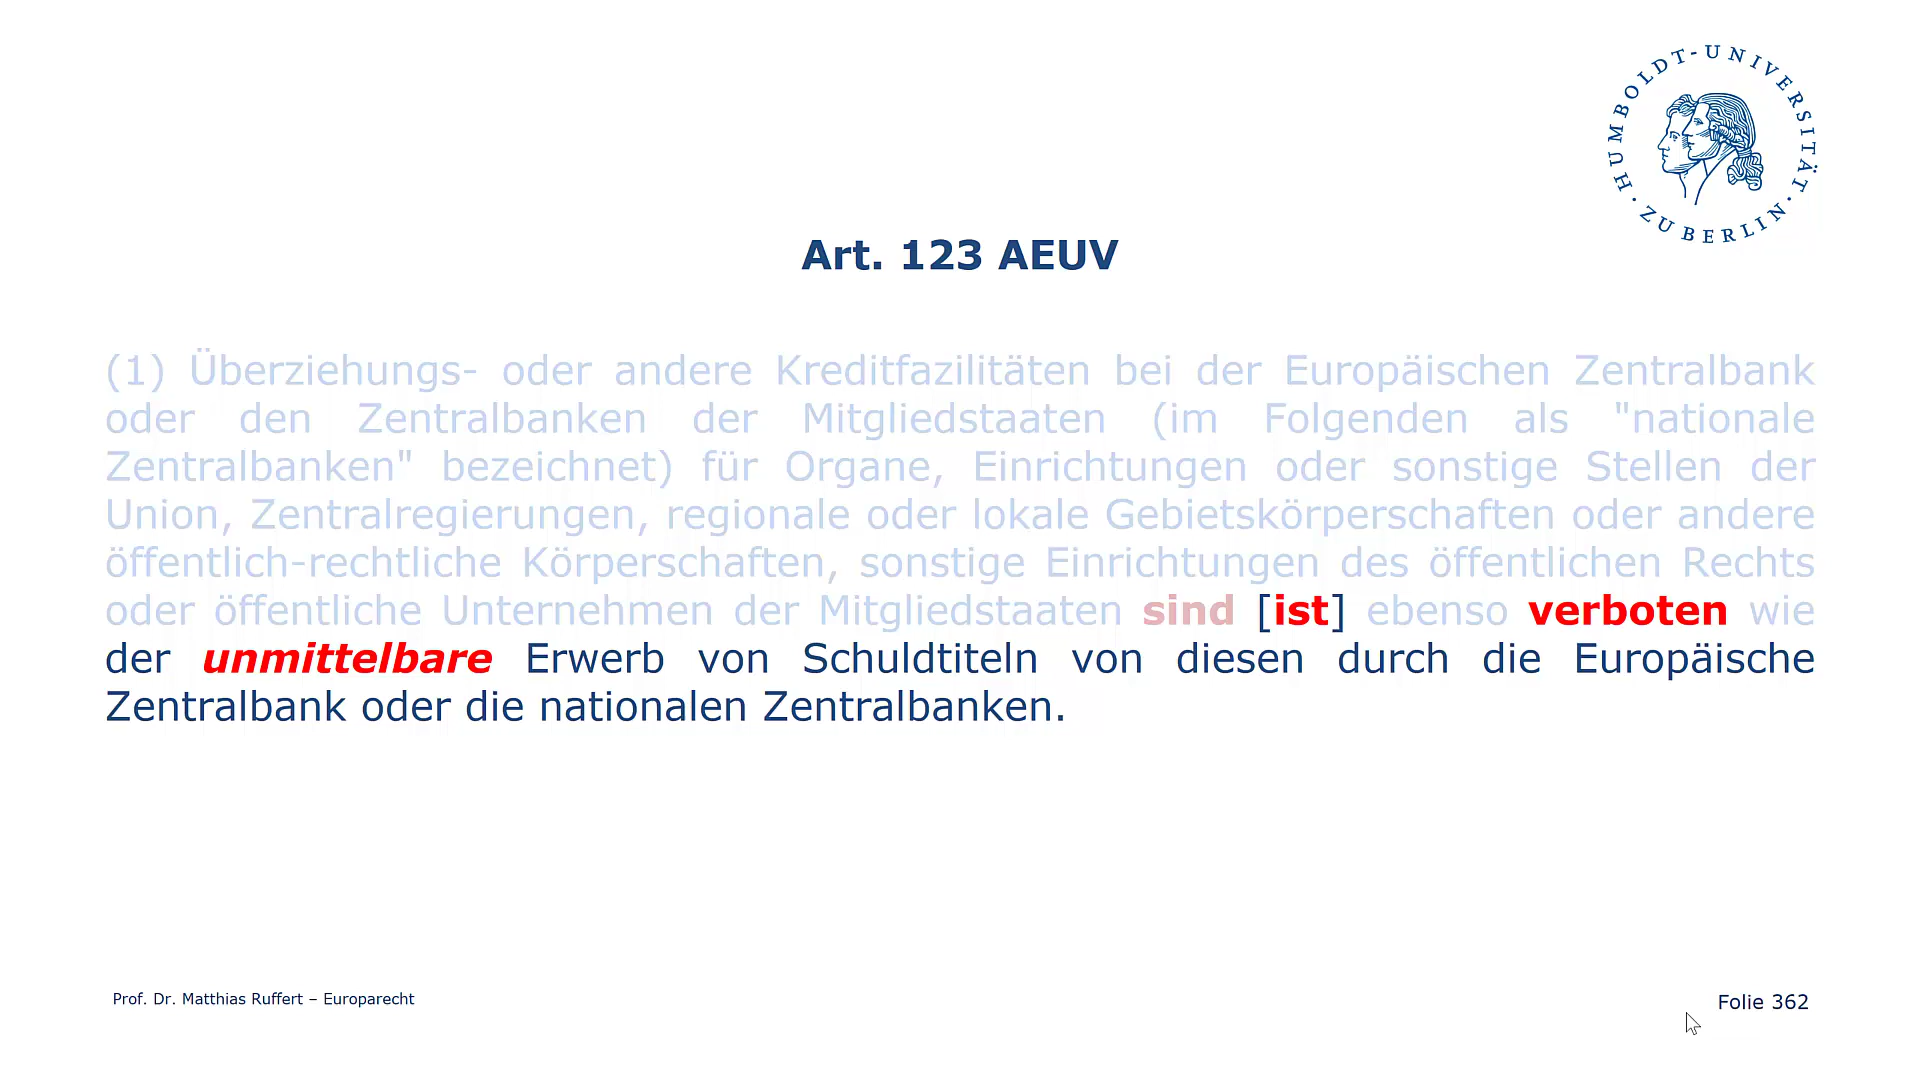 HUMBOLDT-UNIVERSITÄT · ZU BERLIN ·
Art. 123 AEUV
(1) Überziehungs- oder andere Kreditfazilitäten bei der Europäischen Zentralbank
oder den Zentralbanken der Mitgliedstaaten (im Folgenden als "nationale
Zentralbanken" bezeichnet) für Organe, Einrichtungen oder sonstige Stellen der
Union, Zentralregierungen, regionale oder lokale Gebietskörperschaften oder andere
öffentlich-rechtliche Körperschaften, sonstige Einrichtungen des öffentlichen Rechts
oder öffentliche Unternehmen der Mitgliedstaaten sind [ist] ebenso verboten wie
der unmittelbare Erwerb von Schuldtiteln von diesen durch die Europäische
Zentralbank oder die nationalen Zentralbanken.
Prof. Dr. Matthias Ruffert – Europarecht
Folie 362